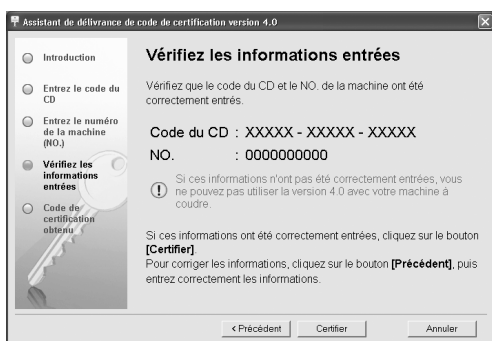 Assistant de délivrance de code de certification version 4.0
Introduction
Entrez le code du
CD
Entrez le numéro
de la machine
(NO.)
Vérifiez les
informations
entrées
Code de
certification
obtenu
Vérifiez les informations entrées
Vérifiez que le code du CD et le NO. de la machine ont été
correctement entrés.
Code du CD : XXXXX - XXXXX - XXXXX
NO. : 0000000000
Si ces informations n'ont pas été correctement entrées, vous
ne pouvez pas utiliser la version 4.0 avec votre machine à
coudre.
Si ces informations ont été correctement entrées, cliquez sur le bouton
[Certifier].
Pour corriger les informations, cliquez sur le bouton [Précédent], puis
entrez correctement les informations.
< Précédent Certifier Annuler